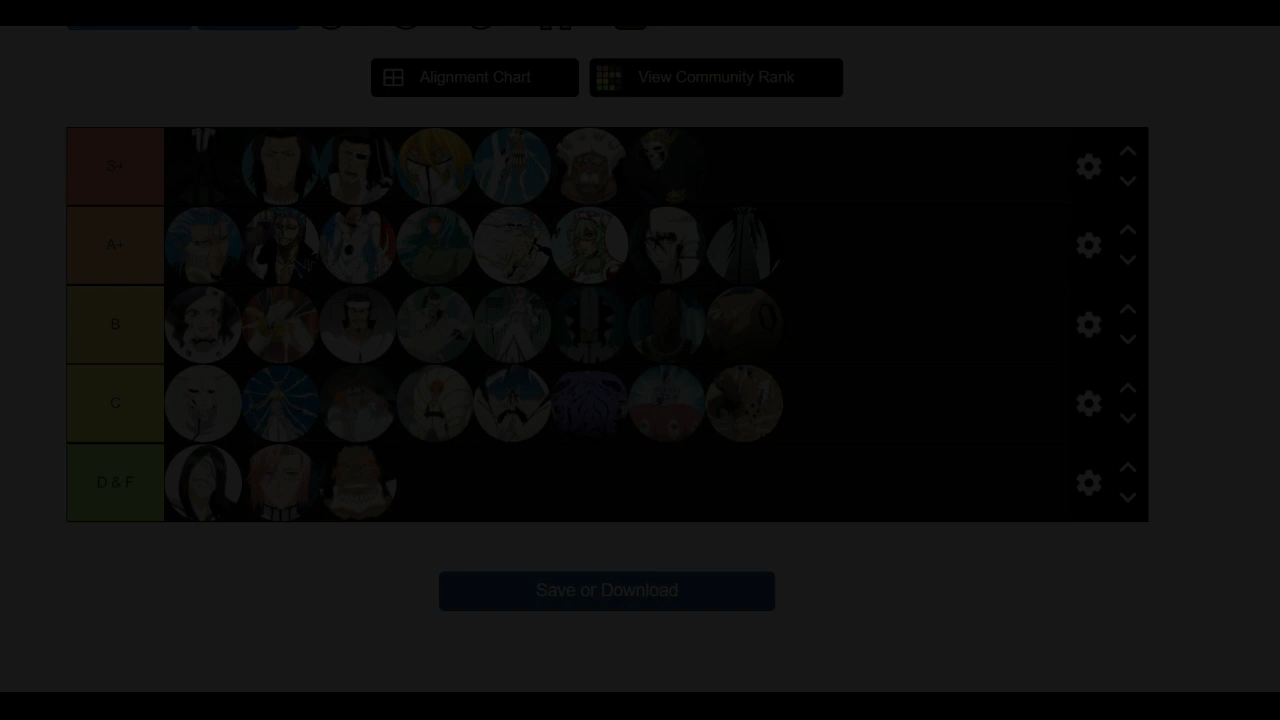 Alignment Chart
View Community Rank
S+
A+
B
C
D & F
Save or Download